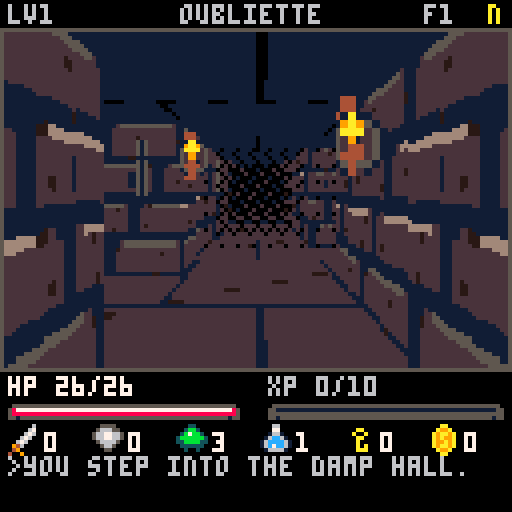 LV1 OUBLIETTE F1 N
HP 26/26 XP 0/10
0 0 3 1 0 0
>YOU STEP INTO THE DAMP HALL.